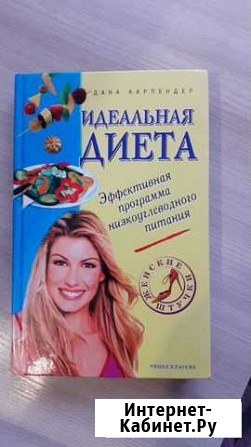 ДАНА КАРПЕНДЕР
ИДЕАЛЬНАЯ
ДИЕТА
Эффективная
программа
низкоуглеводного
питания
ЖЕНСКИЕ ШТУЧКИ
Интернет-
Кабинет.Ру